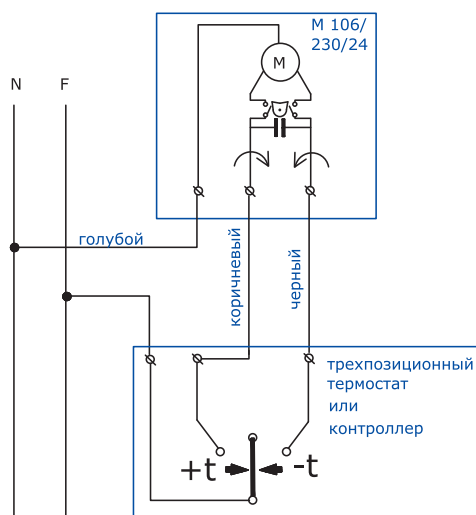 M 106/
230/24
N
F
M
голубой
коричневый
черный
трехпозиционный
термостат
или
контроллер
+t
-t